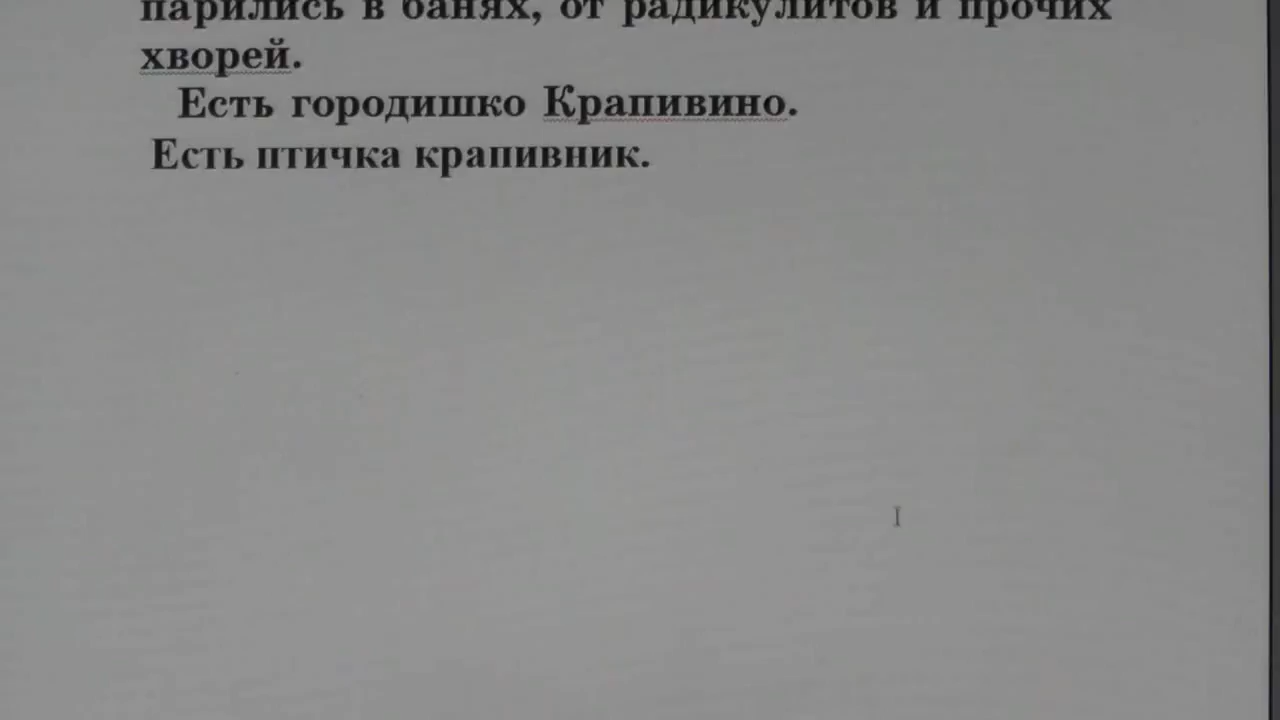 парились в банях, от радикулитов и прочих
хворей.
Есть городишко Крапивино.
Есть птичка крапивник.